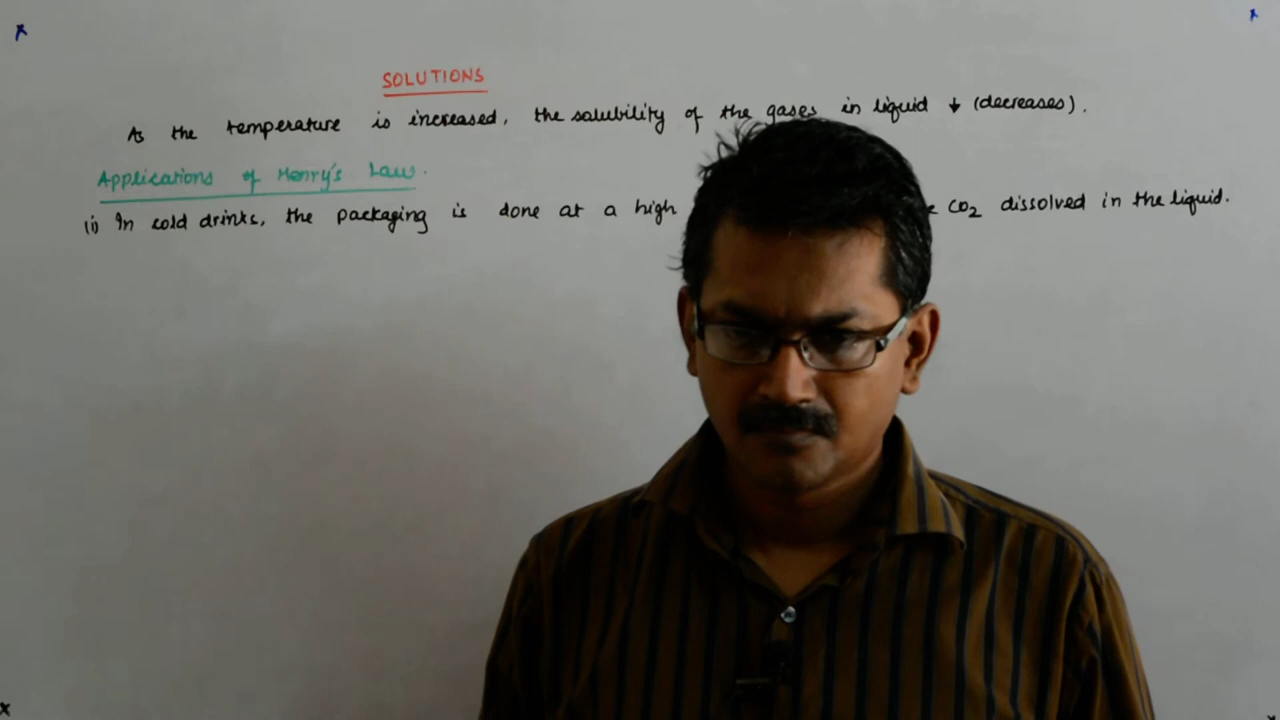 SOLUTIONS
As the temperature is increased, the solubility of the gases in liquid ↓ (decreases).
Applications of Henry's Law.
(i) In cold drinks, the packaging is done at a high CO2 dissolved in the liquid.